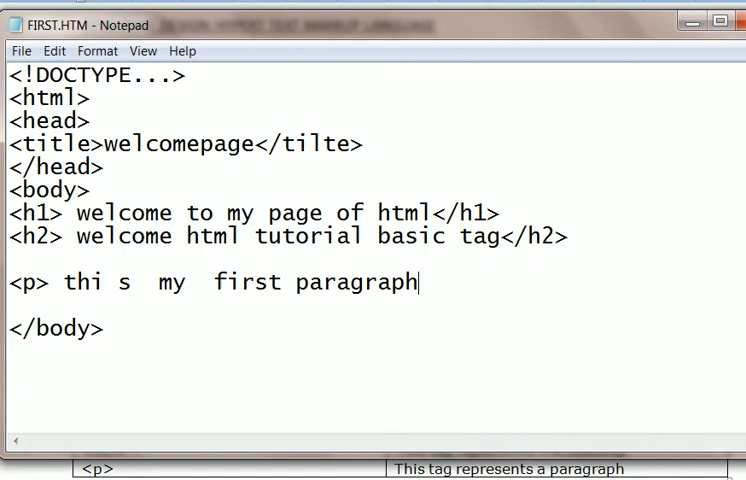 FIRST.HTM - Notepad
File Edit Format View Help
<!DOCTYPE...>
<html>
<head>
<title>welcomepage</tilte>
</head>
<body>
<h1> welcome to my page of html</h1>
<h2> welcome html tutorial basic tag</h2>
<p> thi s  my  first paragraph
</body>
<p> This tag represents a paragraph